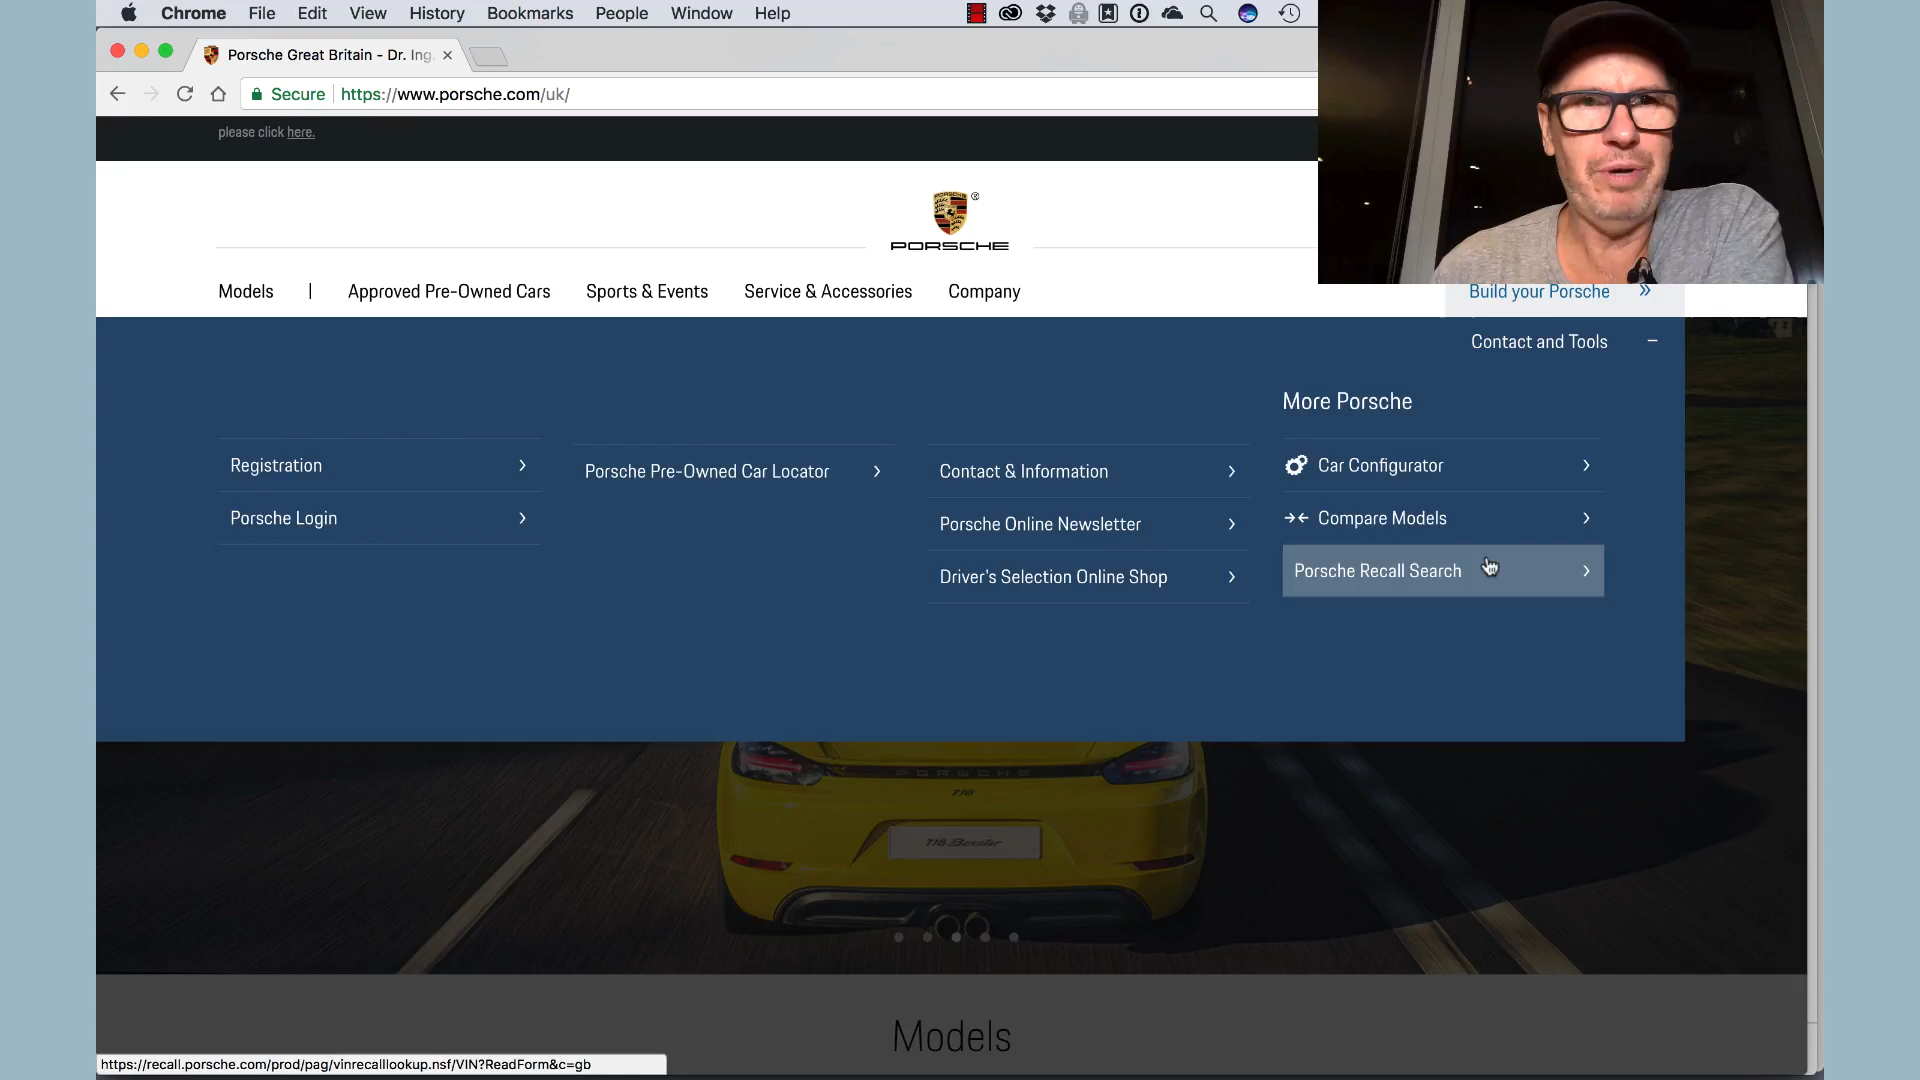 Chrome File Edit View History Bookmarks People Window Help
Porsche Great Britain - Dr. Ing.
Secure https://www.porsche.com/uk/
please click here.
PORSCHE
Models | Approved Pre-Owned Cars Sports & Events Service & Accessories Company
Build your Porsche
Contact and Tools
More Porsche
Registration
Porsche Pre-Owned Car Locator
Contact & Information
Car Configurator
Porsche Login
Porsche Online Newsletter
Compare Models
Driver's Selection Online Shop
Porsche Recall Search
PORSCHE
718
718 Boxster
Models
https://recall.porsche.com/prod/pag/vinrecalllookup.nsf/VIN?ReadForm&c=gb